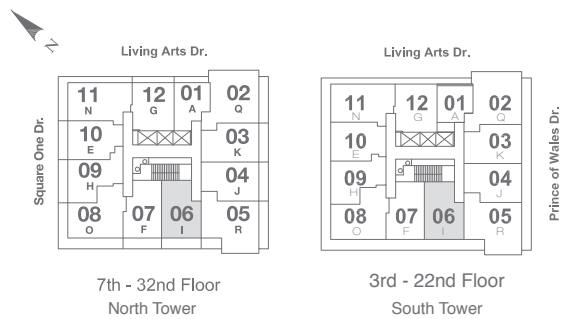 N
Living Arts Dr.
Square One Dr.
11
N
12
G
01
A
02
Q
10
E
03
K
09
H
04
J
08
O
07
F
06
I
05
R
7th - 32nd Floor
North Tower
Living Arts Dr.
Prince of Wales Dr.
11
N
12
G
01
A
02
Q
10
E
03
K
09
H
04
J
08
O
07
F
06
I
05
R
3rd - 22nd Floor
South Tower